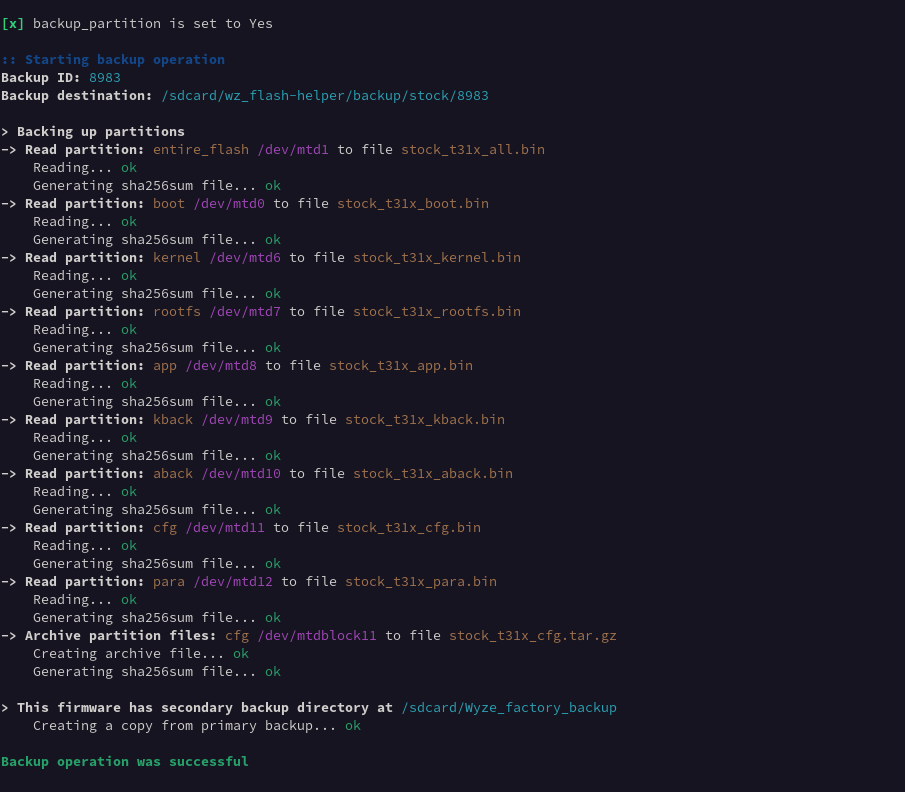 [x] backup_partition is set to Yes
:: Starting backup operation
Backup ID: 8983
Backup destination: /sdcard/wz_flash-helper/backup/stock/8983
> Backing up partitions
—> Read partition: entire_flash /dev/mtd1 to file stock_t31x_all.bin
Reading... ok
Generating sha256sum file... ok
—> Read partition: boot /dev/mtd0 to file stock_t31x_boot.bin
Reading... ok
Generating sha256sum file... ok
—> Read partition: kernel /dev/mtd6 to file stock_t31x_kernel.bin
Reading... ok
Generating sha256sum file... ok
—> Read partition: rootfs /dev/mtd7 to file stock_t31x_rootfs.bin
Reading... ok
Generating sha256sum file... ok
—> Read partition: app /dev/mtd8 to file stock_t31x_app.bin
Reading... ok
Generating sha256sum file... ok
—> Read partition: kback /dev/mtd9 to file stock_t31x_kback.bin
Reading... ok
Generating sha256sum file... ok
—> Read partition: aback /dev/mtd10 to file stock_t31x_aback.bin
Reading... ok
Generating sha256sum file... ok
—> Read partition: cfg /dev/mtd11 to file stock_t31x_cfg.bin
Reading... ok
Generating sha256sum file... ok
—> Read partition: para /dev/mtd12 to file stock_t31x_para.bin
Reading... ok
Generating sha256sum file... ok
—> Archive partition files: cfg /dev/mtdblock11 to file stock_t31x_cfg.tar.gz
Creating archive file... ok
Generating sha256sum file... ok
> This firmware has secondary backup directory at /sdcard/Wyze_factory_backup
Creating a copy from primary backup... ok
Backup operation was successful